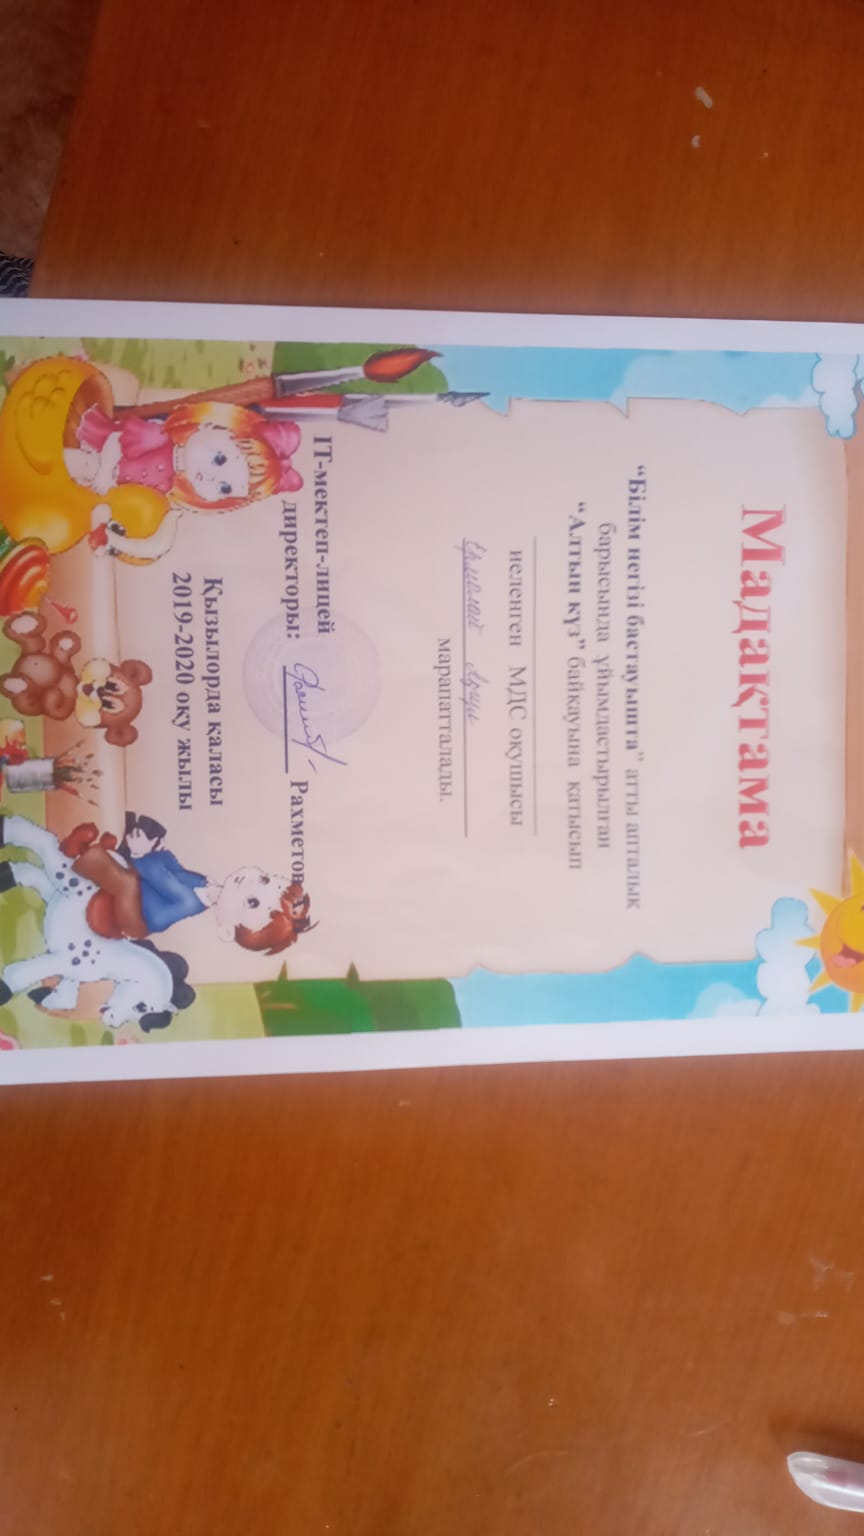 Мадақтама
“Білім негізі бастауышта” атты апталық
барысында ұйымдастырылған
“Алтын күз” байқауына қатысып
иеленген МДС оқушысы
марапатталады.
ІТ-мектеп-лицей
директоры: Рахметов
Қызылорда қаласы
2019-2020 оқу жылы